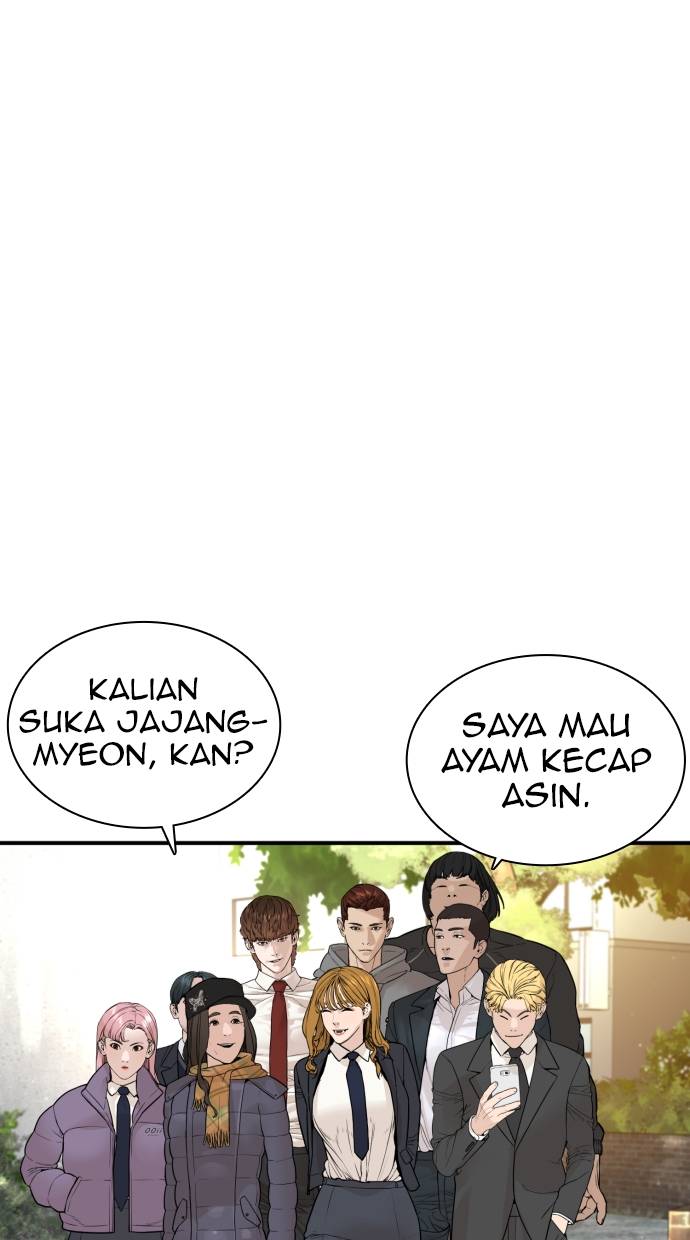 KALIAN
SUKA JAJANG-
MYEON, KAN?
SAYA MAU
AYAM KECAP
ASIN.